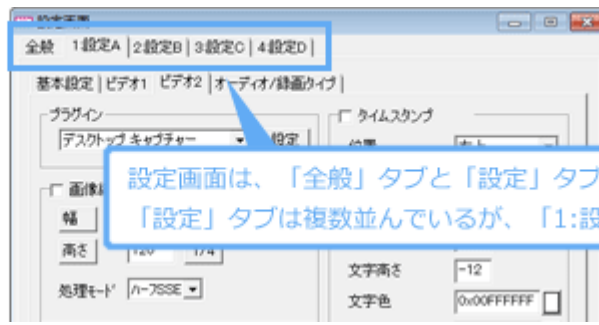 設定画面
全般 1:設定A 2:設定B 3:設定C 4:設定D
基本設定 ビデオ1 ビデオ2 オーディオ/録画タイプ
プラグイン
デスクトップ キャプチャー
タイムスタンプ
設定画面は、「全般」タブと「設定」タブ
「設定」タブは複数並んでいるが、「1:設
幅
高さ
処理モード ハーフSSE
文字高さ -12
文字色 0x00FFFFFF